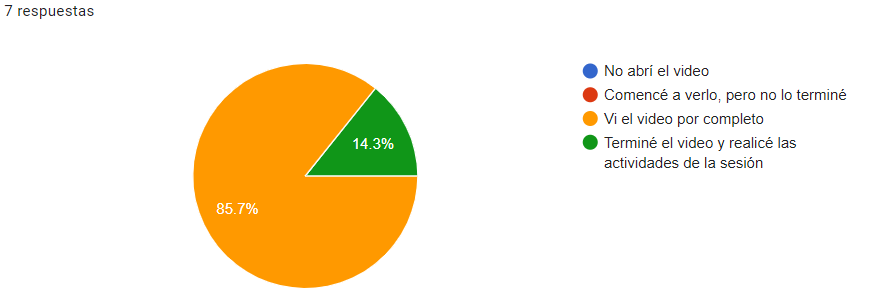 7 respuestas
No abrí el video
Comencé a verlo, pero no lo terminé
Vi el video por completo
Terminé el video y realicé las
actividades de la sesión
14.3%
85.7%